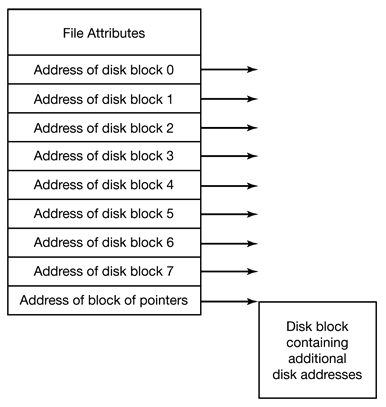 File Attributes
Address of disk block 0
Address of disk block 1
Address of disk block 2
Address of disk block 3
Address of disk block 4
Address of disk block 5
Address of disk block 6
Address of disk block 7
Address of block of pointers
Disk block
containing
additional
disk addresses